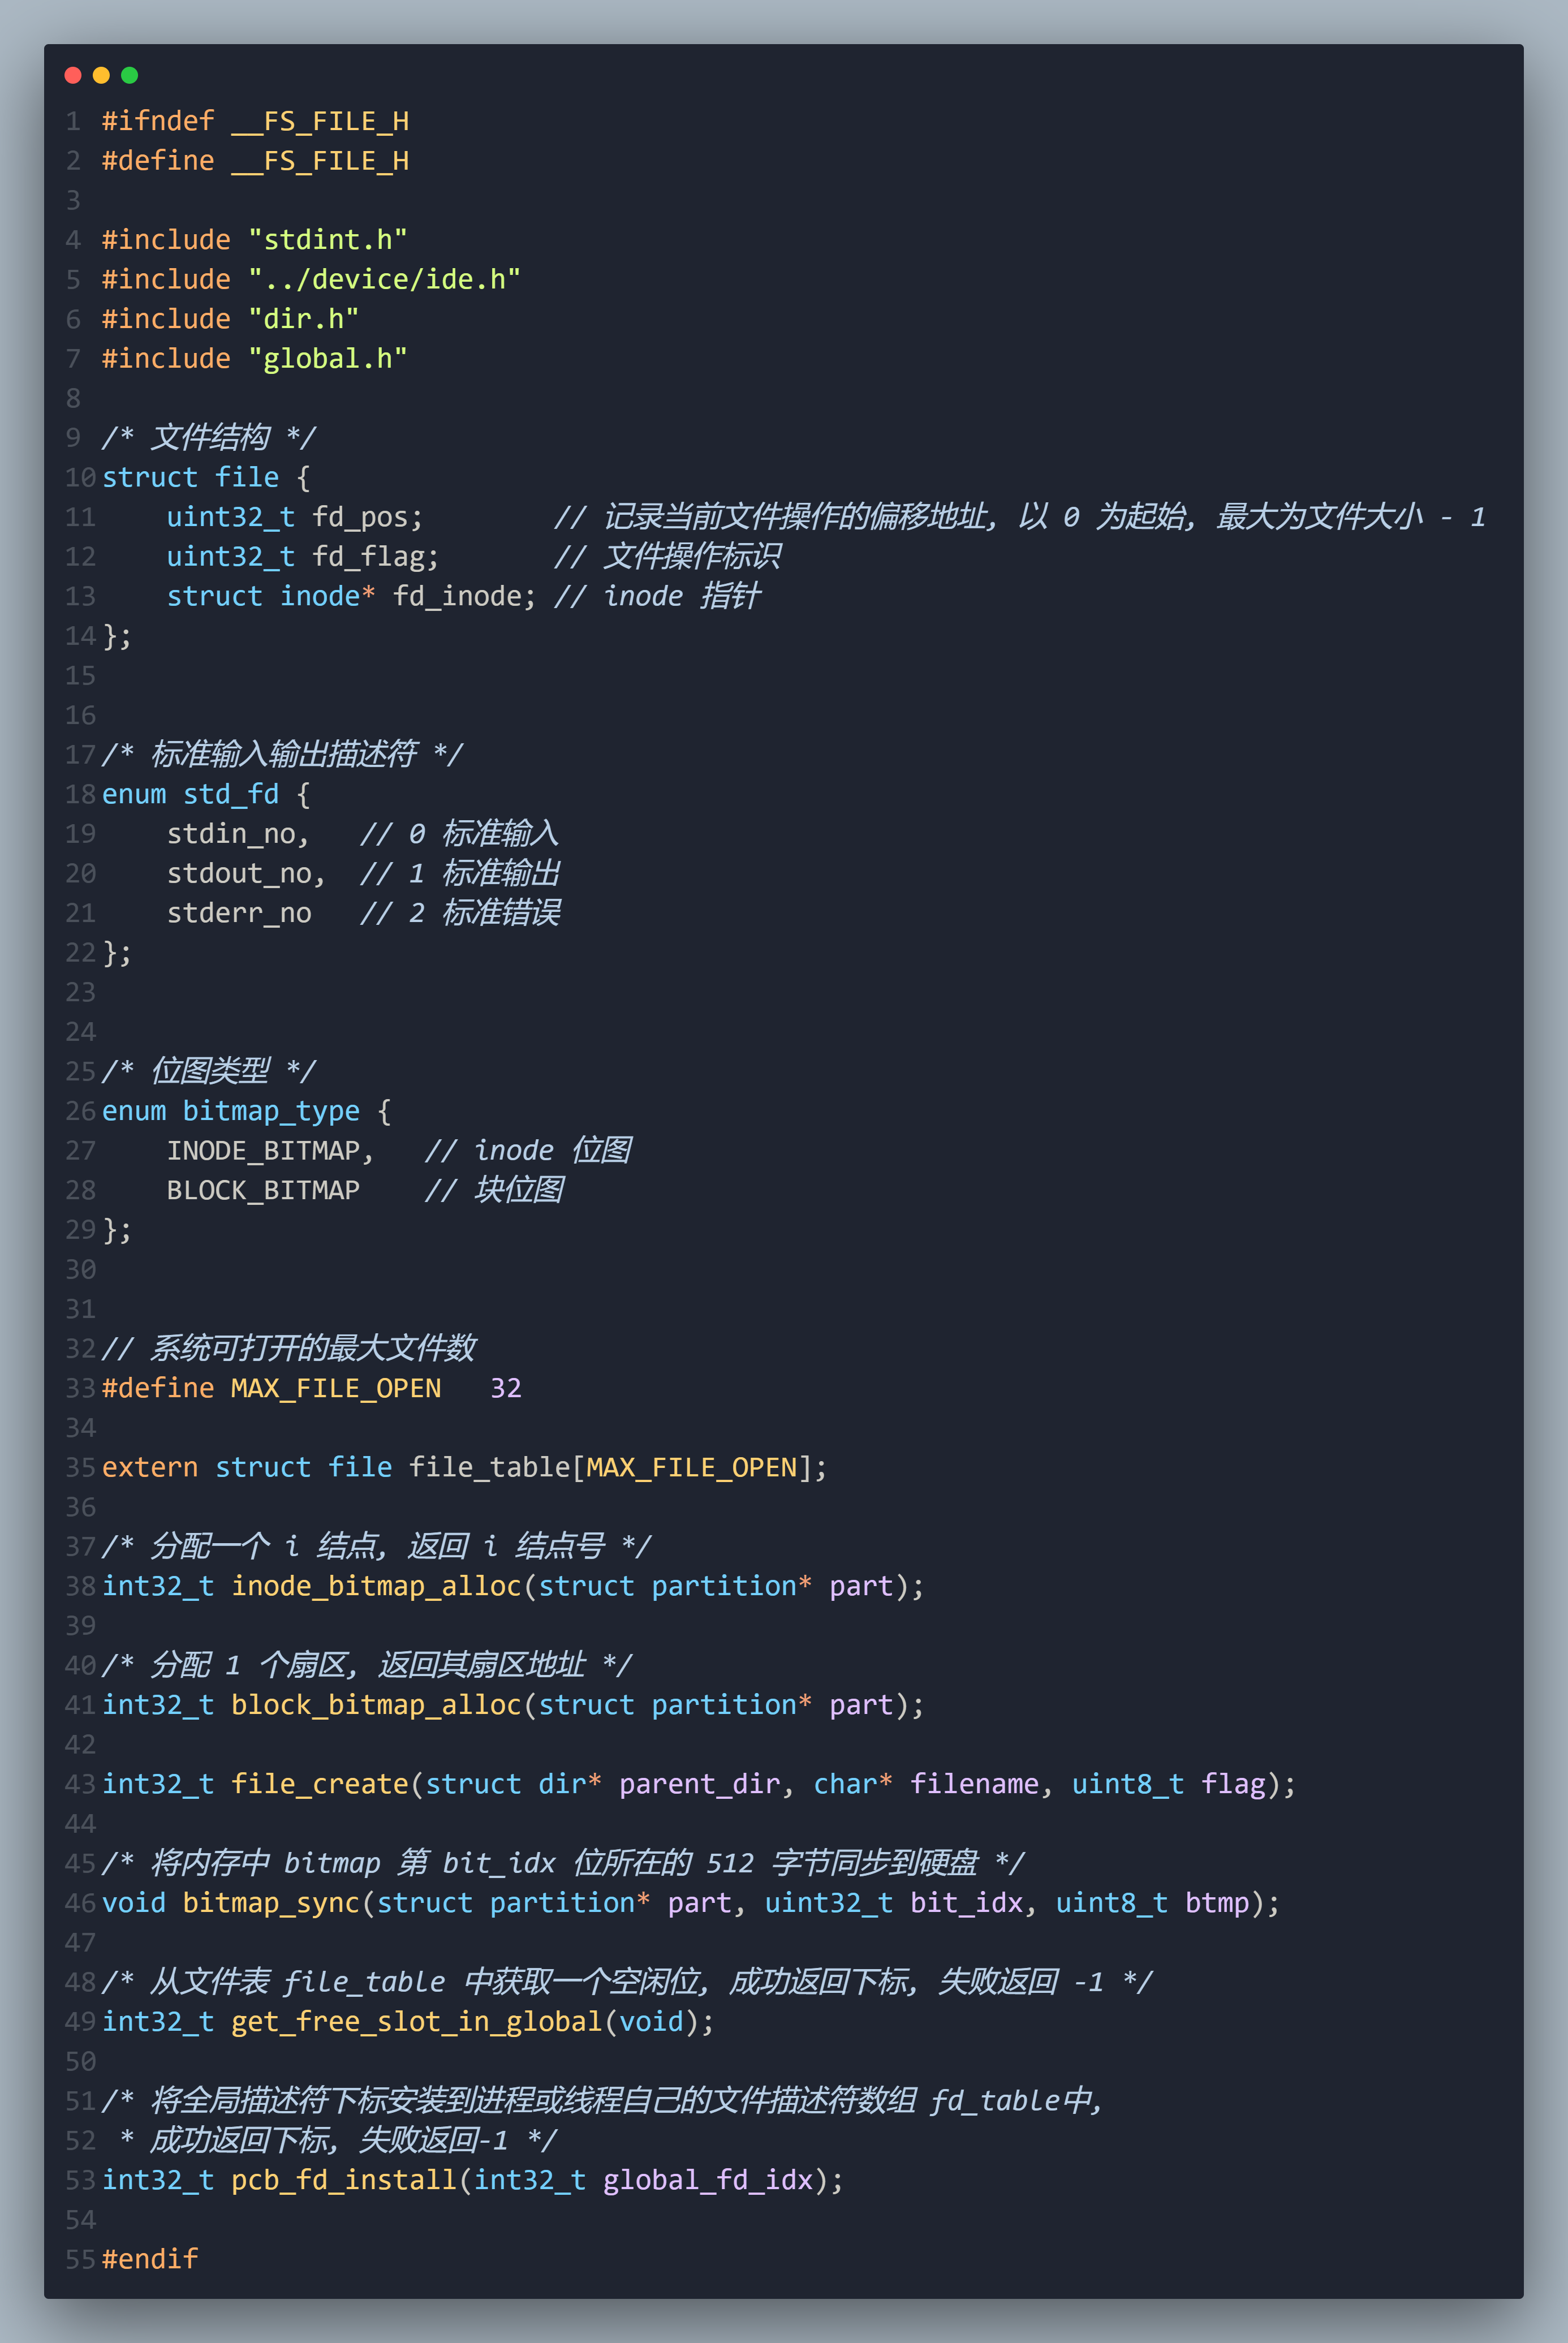 1 #ifndef __FS_FILE_H
2 #define __FS_FILE_H
3
4 #include "stdint.h"
5 #include "../device/ide.h"
6 #include "dir.h"
7 #include "global.h"
8
9 /* 文件结构 */
10 struct file {
11     uint32_t fd_pos;        // 记录当前文件操作的偏移地址, 以 0 为起始, 最大为文件大小 - 1
12     uint32_t fd_flag;       // 文件操作标识
13     struct inode* fd_inode; // inode 指针
14 };
15
16
17 /* 标准输入输出描述符 */
18 enum std_fd {
19     stdin_no,   // 0 标准输入
20     stdout_no,  // 1 标准输出
21     stderr_no   // 2 标准错误
22 };
23
24
25 /* 位图类型 */
26 enum bitmap_type {
27     INODE_BITMAP,   // inode 位图
28     BLOCK_BITMAP    // 块位图
29 };
30
31
32 // 系统可打开的最大文件数
33 #define MAX_FILE_OPEN   32
34
35 extern struct file file_table[MAX_FILE_OPEN];
36
37 /* 分配一个 i 结点, 返回 i 结点号 */
38 int32_t inode_bitmap_alloc(struct partition* part);
39
40 /* 分配 1 个扇区, 返回其扇区地址 */
41 int32_t block_bitmap_alloc(struct partition* part);
42
43 int32_t file_create(struct dir* parent_dir, char* filename, uint8_t flag);
44
45 /* 将内存中 bitmap 第 bit_idx 位所在的 512 字节同步到硬盘 */
46 void bitmap_sync(struct partition* part, uint32_t bit_idx, uint8_t btmp);
47
48 /* 从文件表 file_table 中获取一个空闲位, 成功返回下标, 失败返回 -1 */
49 int32_t get_free_slot_in_global(void);
50
51 /* 将全局描述符下标安装到进程或线程自己的文件描述符数组 fd_table中,
52  * 成功返回下标, 失败返回-1 */
53 int32_t pcb_fd_install(int32_t global_fd_idx);
54
55 #endif